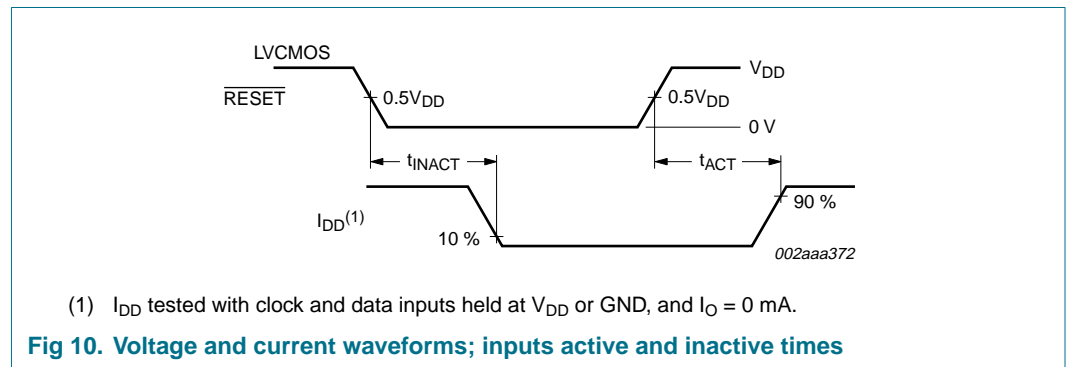 LVCMOS
RESET
0.5VDD
0.5VDD
VDD
0 V
tINACT
tACT
IDD(1)
10 %
90 %
002aaa372
(1) IDD tested with clock and data inputs held at VDD or GND, and IO = 0 mA.
Fig 10. Voltage and current waveforms; inputs active and inactive times